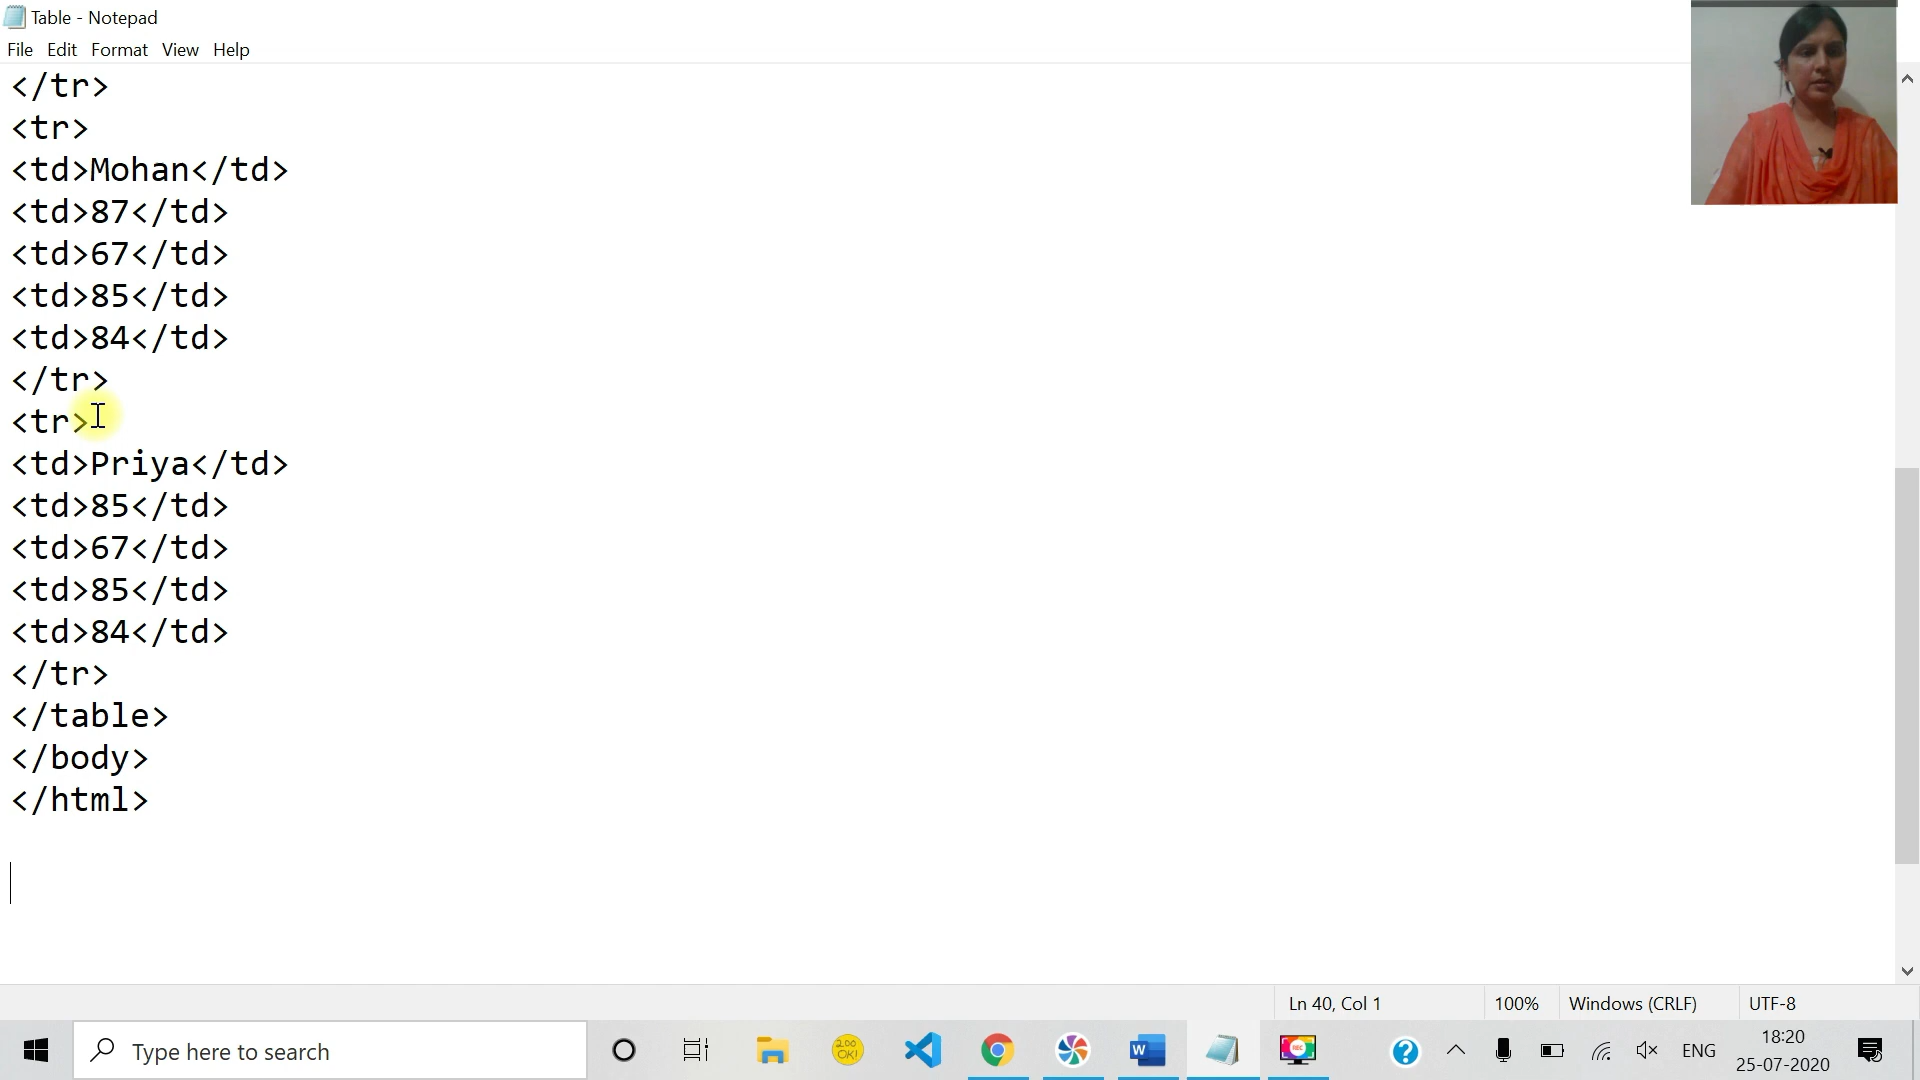 Table - Notepad
File Edit Format View Help
</tr>
<tr>
<td>Mohan</td>
<td>87</td>
<td>67</td>
<td>85</td>
<td>84</td>
</tr>
<tr>
<td>Priya</td>
<td>85</td>
<td>67</td>
<td>85</td>
<td>84</td>
</tr>
</table>
</body>
</html>
Ln 40, Col 1 100% Windows (CRLF) UTF-8
Type here to search
200 OK!
W
REC
?
ENG
18:20
25-07-2020